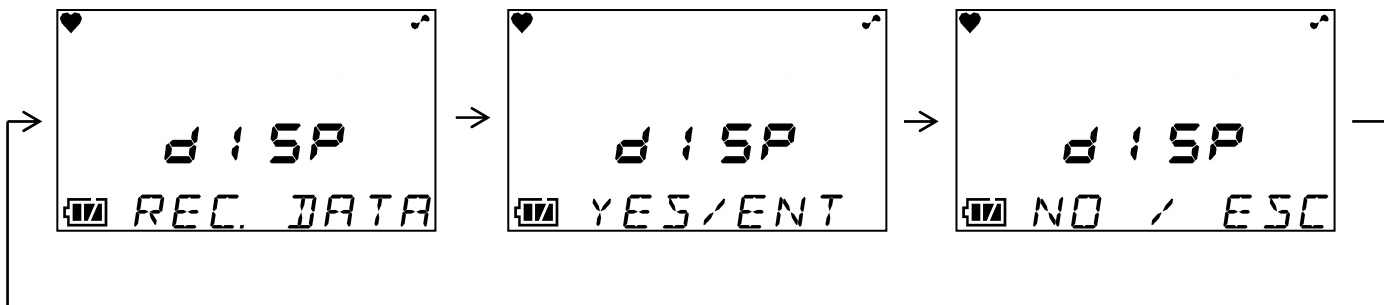 dISP
REC. DATA
dISP
YES/ENT
dISP
NO / ESC